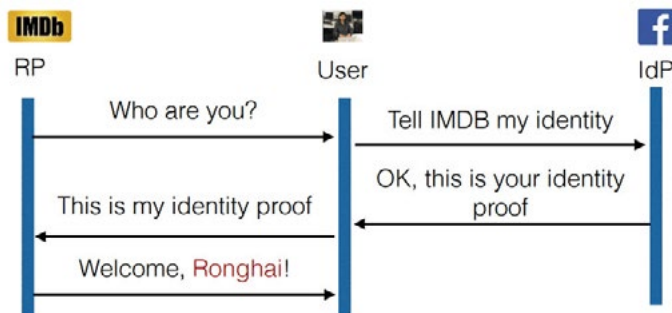 IMDb
RP
User
IdP
Who are you?
Tell IMDB my identity
OK, this is your identity
proof
This is my identity proof
Welcome, Ronghai!